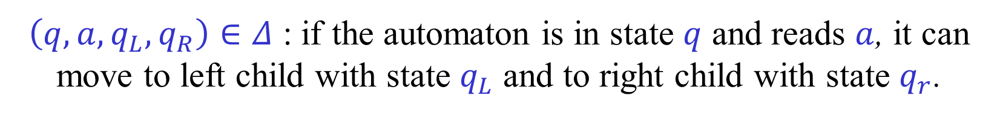 (q, a, q_L, q_R) ∈ Δ : if the automaton is in state q and reads a, it can
move to left child with state q_L and to right child with state q_r.